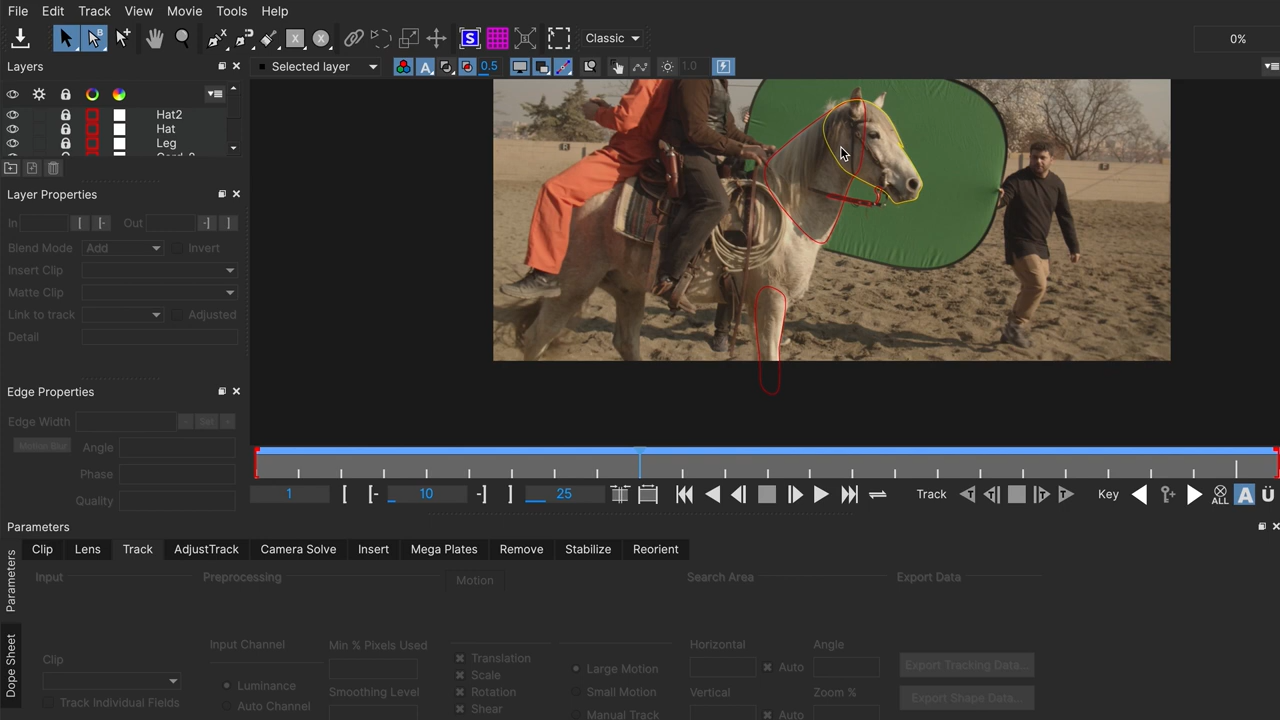 File Edit Track View Movie Tools Help
S Classic 0%
Layers
Selected layer A 0.5 1.0
Hat2
Hat
Leg
Layer Properties
In [ [- Out -] ]
Blend Mode Add Invert
Insert Clip
Matte Clip
Link to track Adjusted
Detail
Edge Properties
Edge Width - Set +
Motion Blur Angle
Phase
Quality
1 [ [- 10 -] ] 25 Track Key ALL A Ü
Parameters
Clip Lens Track AdjustTrack Camera Solve Insert Mega Plates Remove Stabilize Reorient
Parameters
Dope Sheet
Input Preprocessing Motion Search Area Export Data
Input Channel Min % Pixels Used Horizontal Angle
Clip Translation Large Motion Auto Export Tracking Data...
Luminance Scale
Track Individual Fields Smoothing Level Rotation Small Motion Vertical Zoom % Export Shape Data...
Auto Channel Shear Manual Track Auto